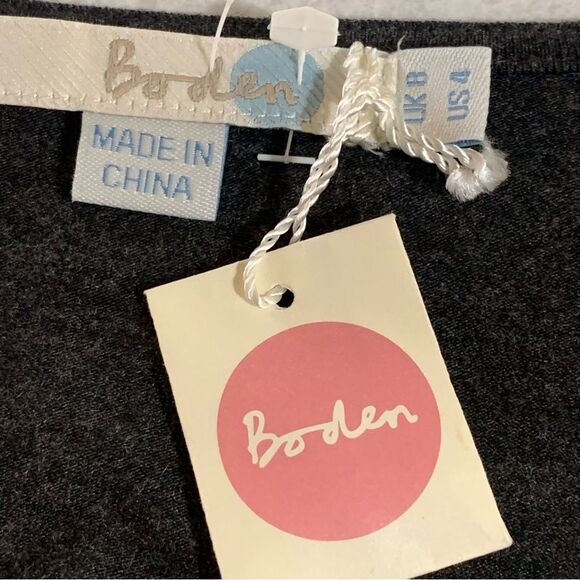 Boden
UK 8
US 4
MADE IN
CHINA
Boden